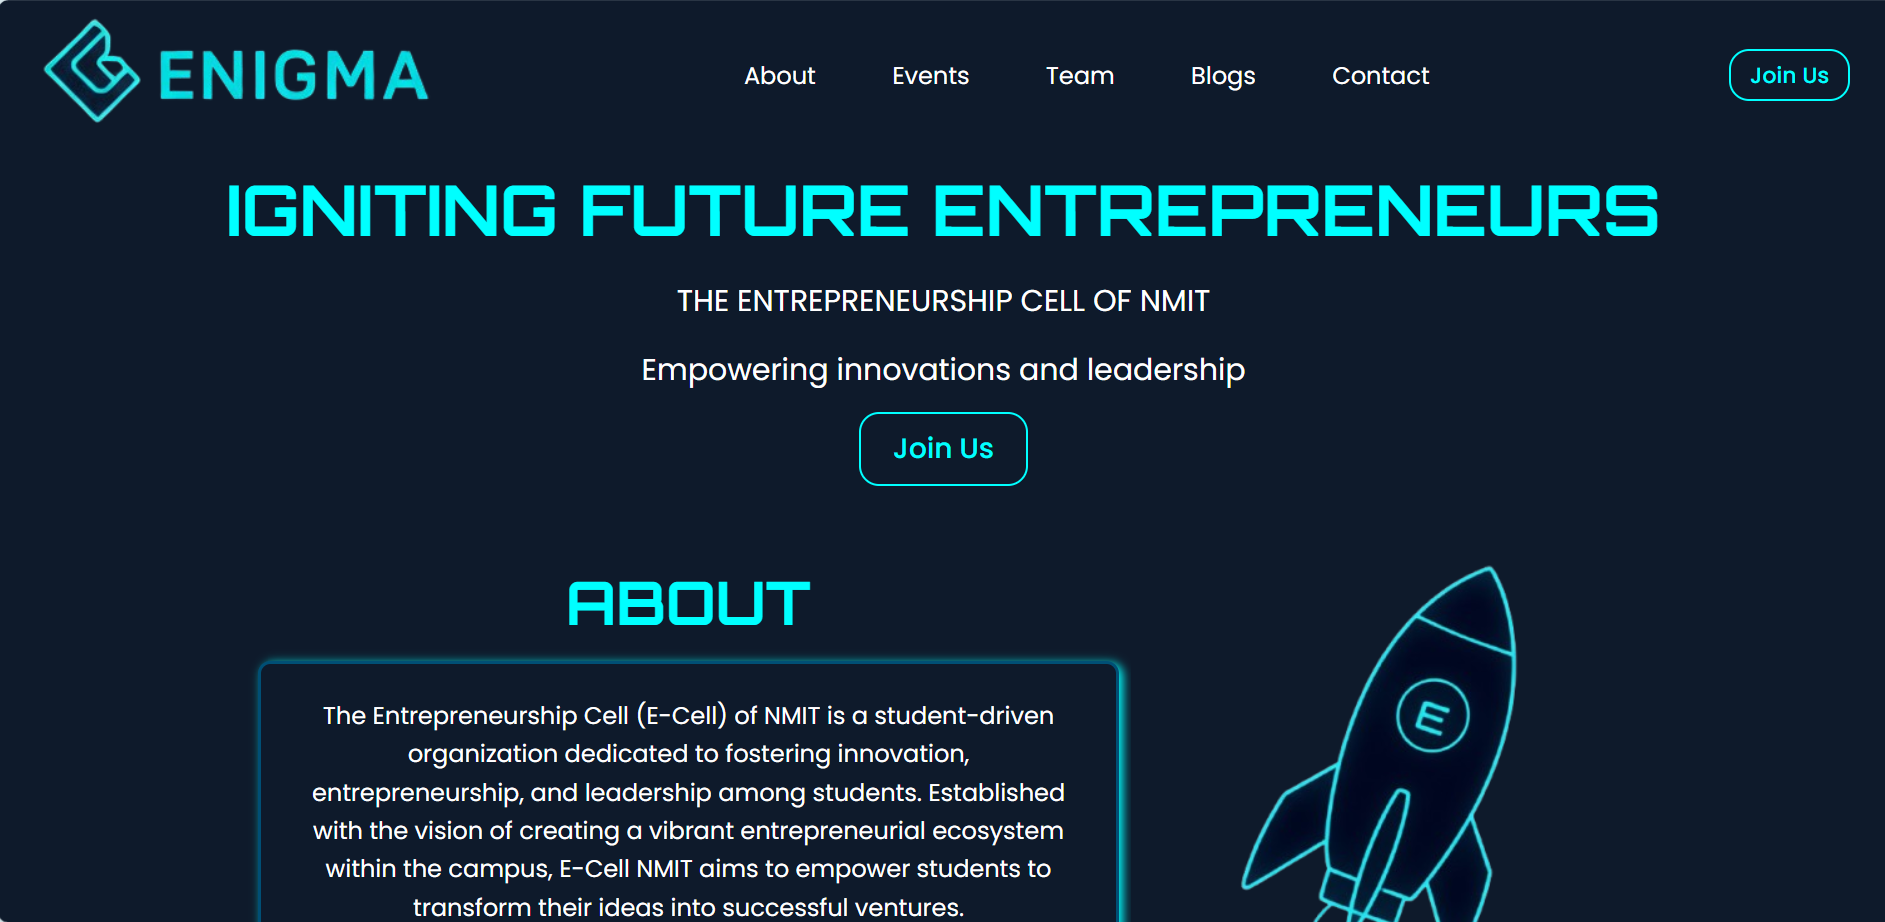 ENIGMA
About
Events
Team
Blogs
Contact
Join Us
IGNITING FUTURE ENTREPRENEURS
THE ENTREPRENEURSHIP CELL OF NMIT
Empowering innovations and leadership
Join Us
ABOUT
The Entrepreneurship Cell (E-Cell) of NMIT is a student-driven
organization dedicated to fostering innovation,
entrepreneurship, and leadership among students. Established
with the vision of creating a vibrant entrepreneurial ecosystem
within the campus, E-Cell NMIT aims to empower students to
transform their ideas into successful ventures.
E